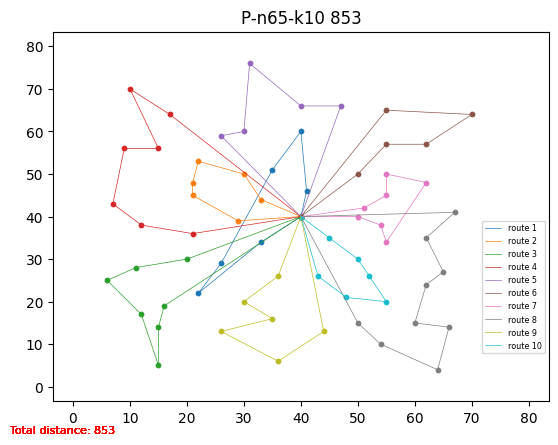 P-n65-k10 853
80
70
60
50
40
30
20
10
0
route 1
route 2
route 3
route 4
route 5
route 6
route 7
route 8
route 9
route 10
0 10 20 30 40 50 60 70 80
Total distance: 853